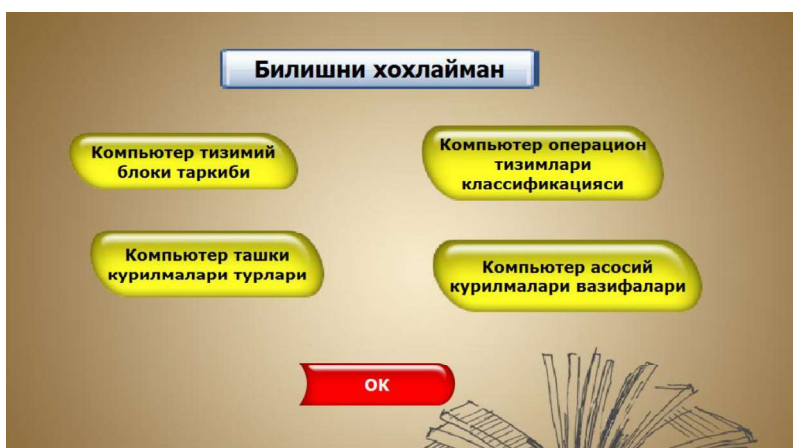 Билишни хохлайман
Компьютер тизимий
блоки таркиби
Компьютер операцион
тизимлари
классификацияси
Компьютер ташки
курилмалари турлари
Компьютер асосий
курилмалари вазифалари
ОК